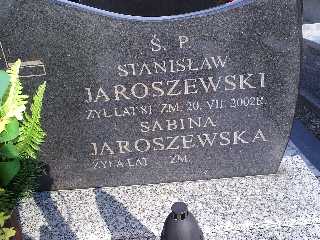 Ś. P.
STANISŁAW
JAROSZEWSKI
ŻYŁ LAT 81 ZM. 20. VII. 2002R.
SABINA
JAROSZEWSKA
ŻYŁA LAT ZM.